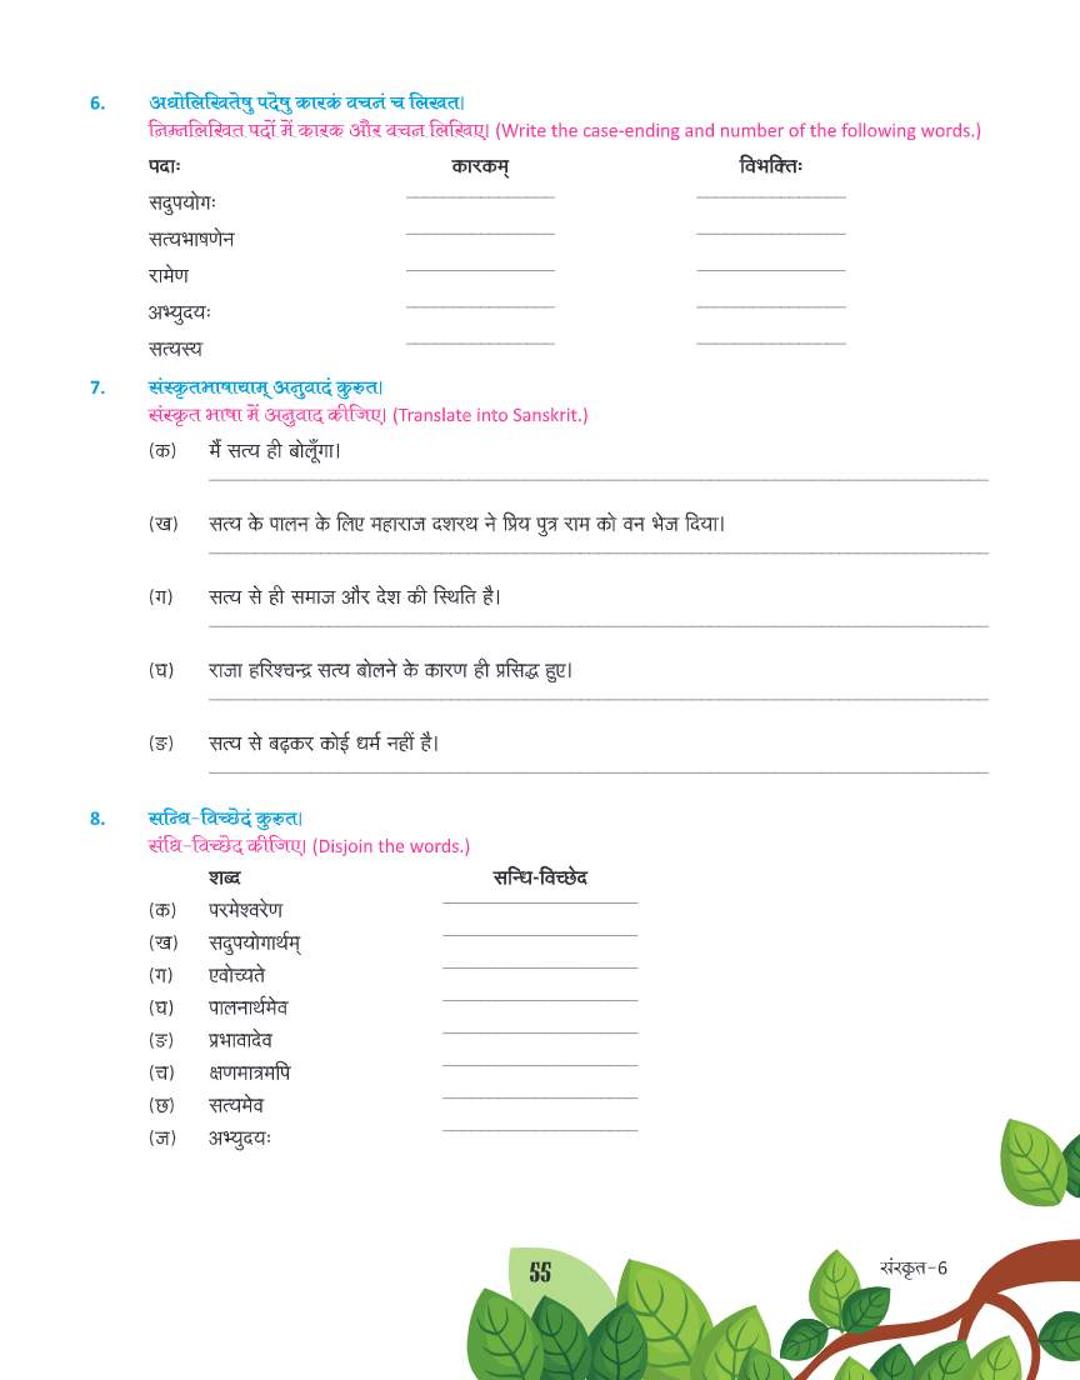 6. अधोलिखितेषु पदेषु कारकं वचनं च लिखत।
निम्नलिखित पदों में कारक और वचन लिखिए। (Write the case-ending and number of the following words.)
पदाः कारकम् विभक्तिः
सदुपयोगः
सत्यभाषणेन
रामेण
अभ्युदयः
सत्यस्य
7. संस्कृतभाषायाम् अनुवादं कुरुत।
संस्कृत भाषा में अनुवाद कीजिए। (Translate into Sanskrit.)
(क) मैं सत्य ही बोलूँगा।
(ख) सत्य के पालन के लिए महाराज दशरथ ने प्रिय पुत्र राम को वन भेज दिया।
(ग) सत्य से ही समाज और देश की स्थिति है।
(घ) राजा हरिश्चन्द्र सत्य बोलने के कारण ही प्रसिद्ध हुए।
(ङ) सत्य से बढ़कर कोई धर्म नहीं है।
8. सन्धि-विच्छेदं कुरुत।
संधि-विच्छेद कीजिए। (Disjoin the words.)
शब्द सन्धि-विच्छेद
(क) परमेश्वरेण
(ख) सदुपयोगार्थम्
(ग) एवोच्यते
(घ) पालनार्थमेव
(ङ) प्रभावादेव
(च) क्षणमात्रमपि
(छ) सत्यमेव
(ज) अभ्युदयः
55
संस्कृत-6